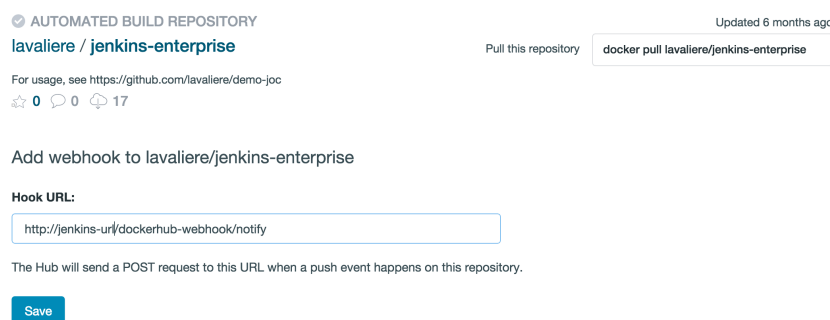 AUTOMATED BUILD REPOSITORY
Updated 6 months ago
lavaliere / jenkins-enterprise
Pull this repository
docker pull lavaliere/jenkins-enterprise
For usage, see https://github.com/lavaliere/demo-joc
0 0 17
Add webhook to lavaliere/jenkins-enterprise
Hook URL:
http://jenkins-url/dockerhub-webhook/notify
The Hub will send a POST request to this URL when a push event happens on this repository.
Save